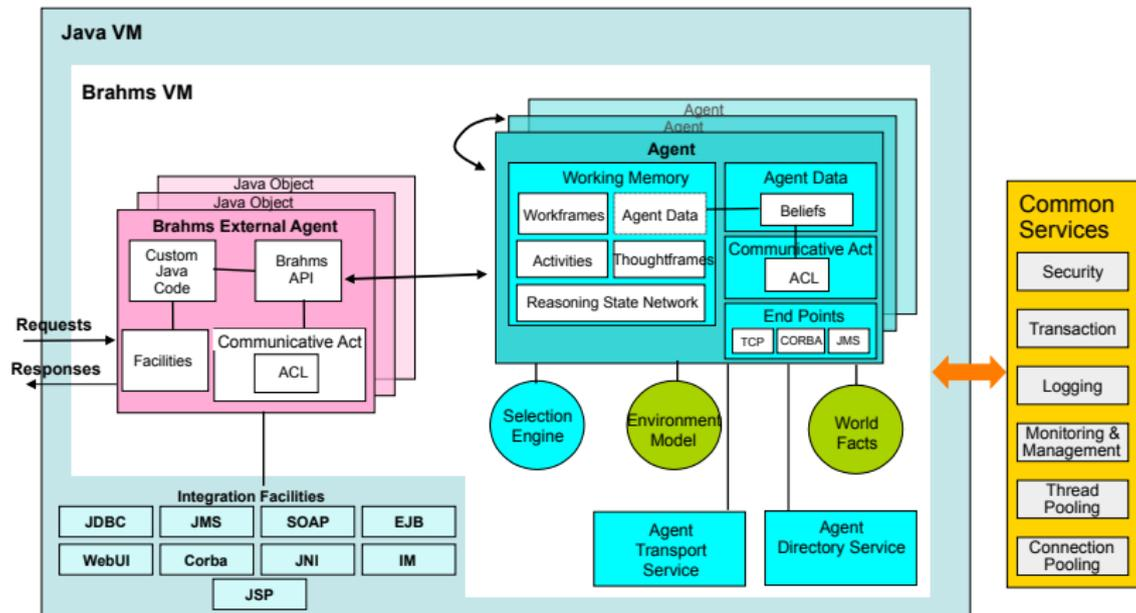 Java VM
Brahms VM
Agent
Agent
Agent
Working Memory
Workframes
Agent Data
Activities
Thoughtframes
Reasoning State Network
Agent Data
Beliefs
Communicative Act
ACL
End Points
TCP
CORBA
JMS
Java Object
Java Object
Brahms External Agent
Custom
Java
Code
Brahms
API
Facilities
Communicative Act
ACL
Requests
Responses
Selection
Engine
Environment
Model
World
Facts
Agent
Transport
Service
Agent
Directory Service
Integration Facilities
JDBC
JMS
SOAP
EJB
WebUI
Corba
JNI
IM
JSP
Common
Services
Security
Transaction
Logging
Monitoring &
Management
Thread
Pooling
Connection
Pooling